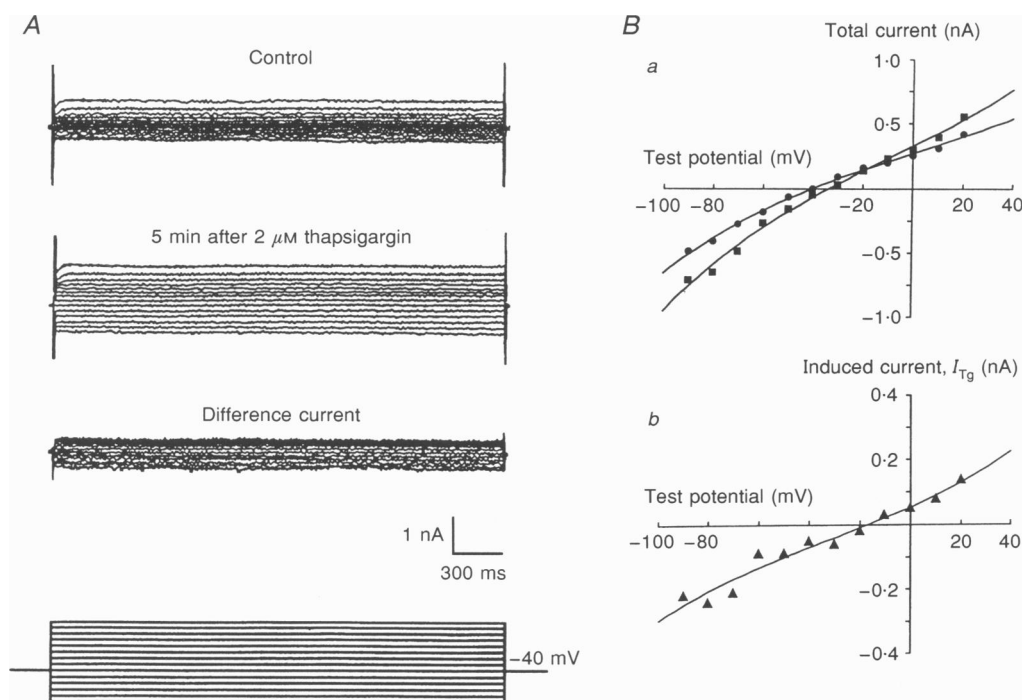 A
Control
5 min after 2 μM thapsigargin
Difference current
1 nA
300 ms
−40 mV
B
Total current (nA)
a
1·0
0·5
Test potential (mV)
−100 −80 −20 20 40
−0·5
−1·0
Induced current, I_Tg (nA)
b
0·4
0·2
Test potential (mV)
−100 −80 −20 20 40
−0·2
−0·4